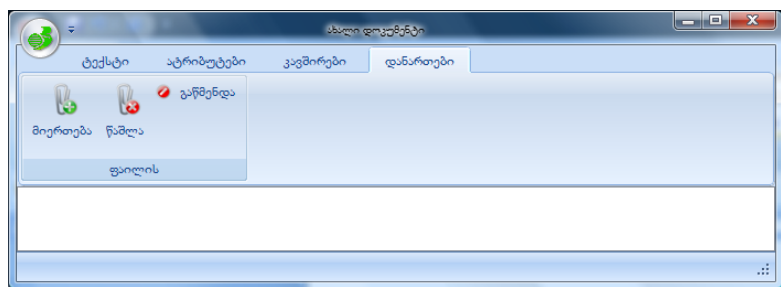 ახალი დოკუმენტი
ტექსტი ატრიბუტები კავშირები დანართები
გაწმენდა
მიერთება წაშლა
ფაილის